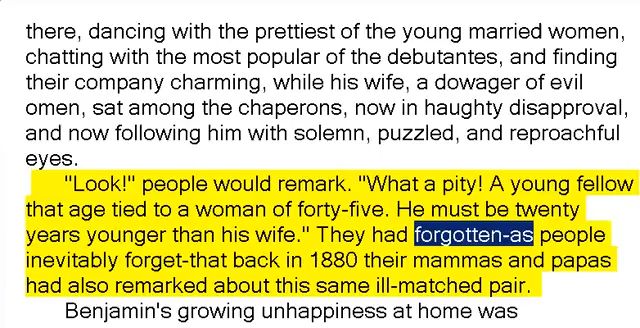 there, dancing with the prettiest of the young married women,
chatting with the most popular of the debutantes, and finding
their company charming, while his wife, a dowager of evil
omen, sat among the chaperons, now in haughty disapproval,
and now following him with solemn, puzzled, and reproachful
eyes.
"Look!" people would remark. "What a pity! A young fellow
that age tied to a woman of forty-five. He must be twenty
years younger than his wife." They had forgotten-as people
inevitably forget-that back in 1880 their mammas and papas
had also remarked about this same ill-matched pair.
Benjamin's growing unhappiness at home was